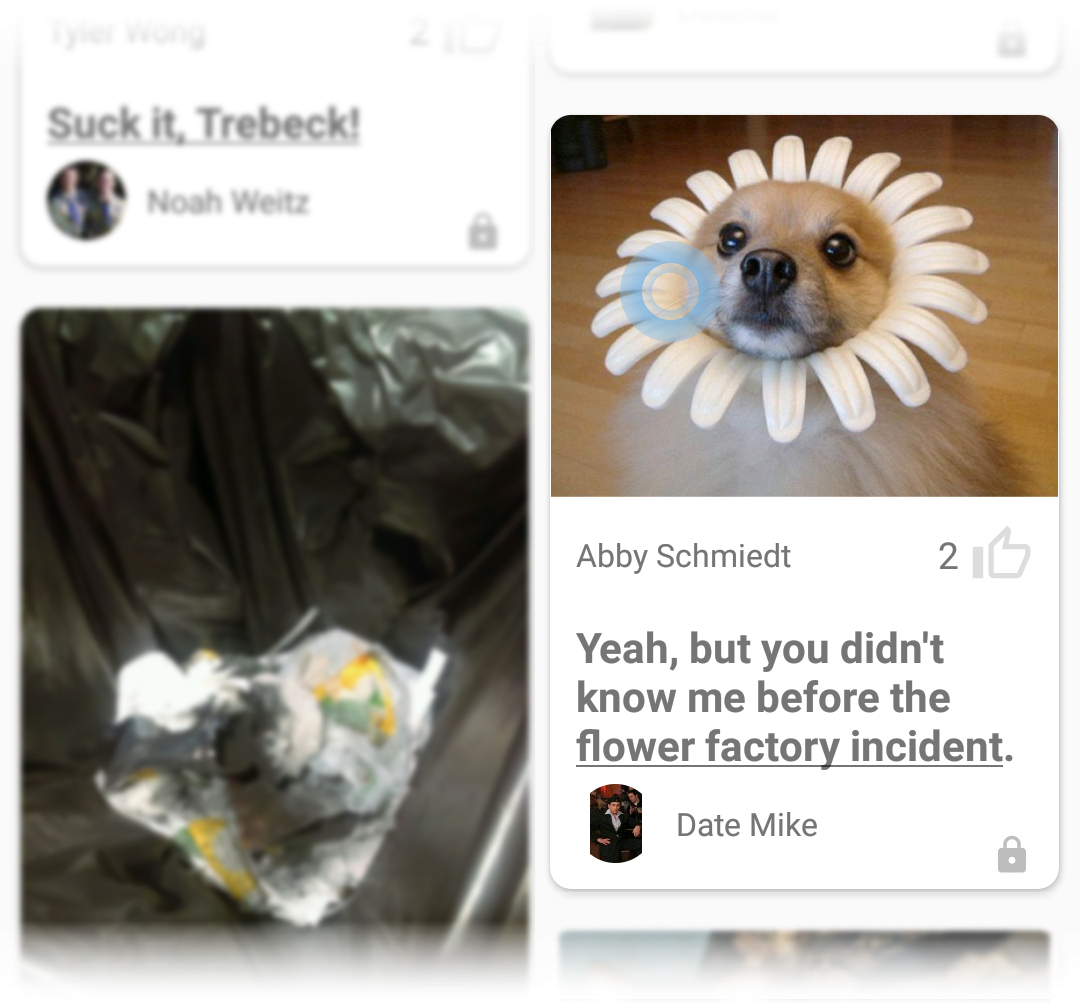 Tyler Wong
2
Suck it, Trebeck!
Noah Weitz
Abby Schmiedt
2
Yeah, but you didn't
know me before the
flower factory incident.
Date Mike